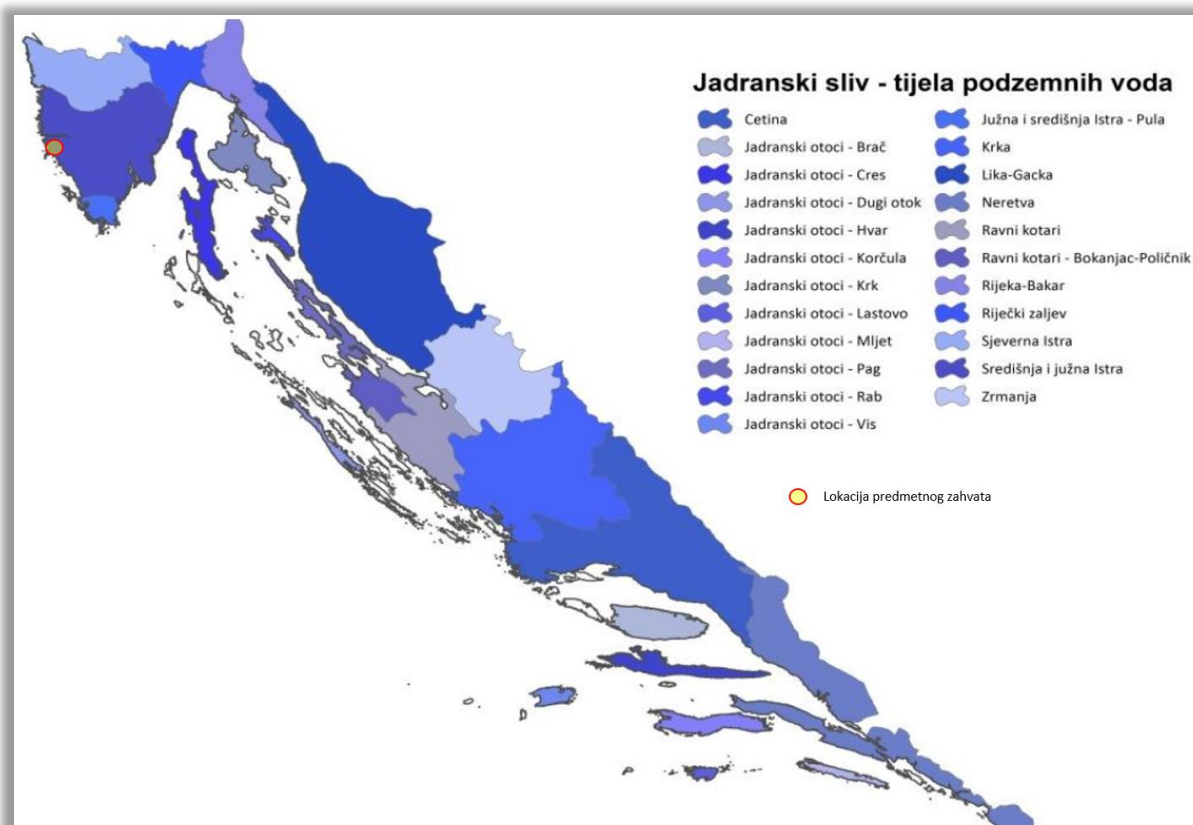 Jadranski sliv - tijela podzemnih voda
Cetina
Jadranski otoci - Brač
Jadranski otoci - Cres
Jadranski otoci - Dugi otok
Jadranski otoci - Hvar
Jadranski otoci - Korčula
Jadranski otoci - Krk
Jadranski otoci - Lastovo
Jadranski otoci - Mljet
Jadranski otoci - Pag
Jadranski otoci - Rab
Jadranski otoci - Vis
Južna i središnja Istra - Pula
Krka
Lika-Gacka
Neretva
Ravni kotari
Ravni kotari - Bokanjac-Poličnik
Rijeka-Bakar
Riječki zaljev
Sjeverna Istra
Središnja i južna Istra
Zrmanja
Lokacija predmetnog zahvata